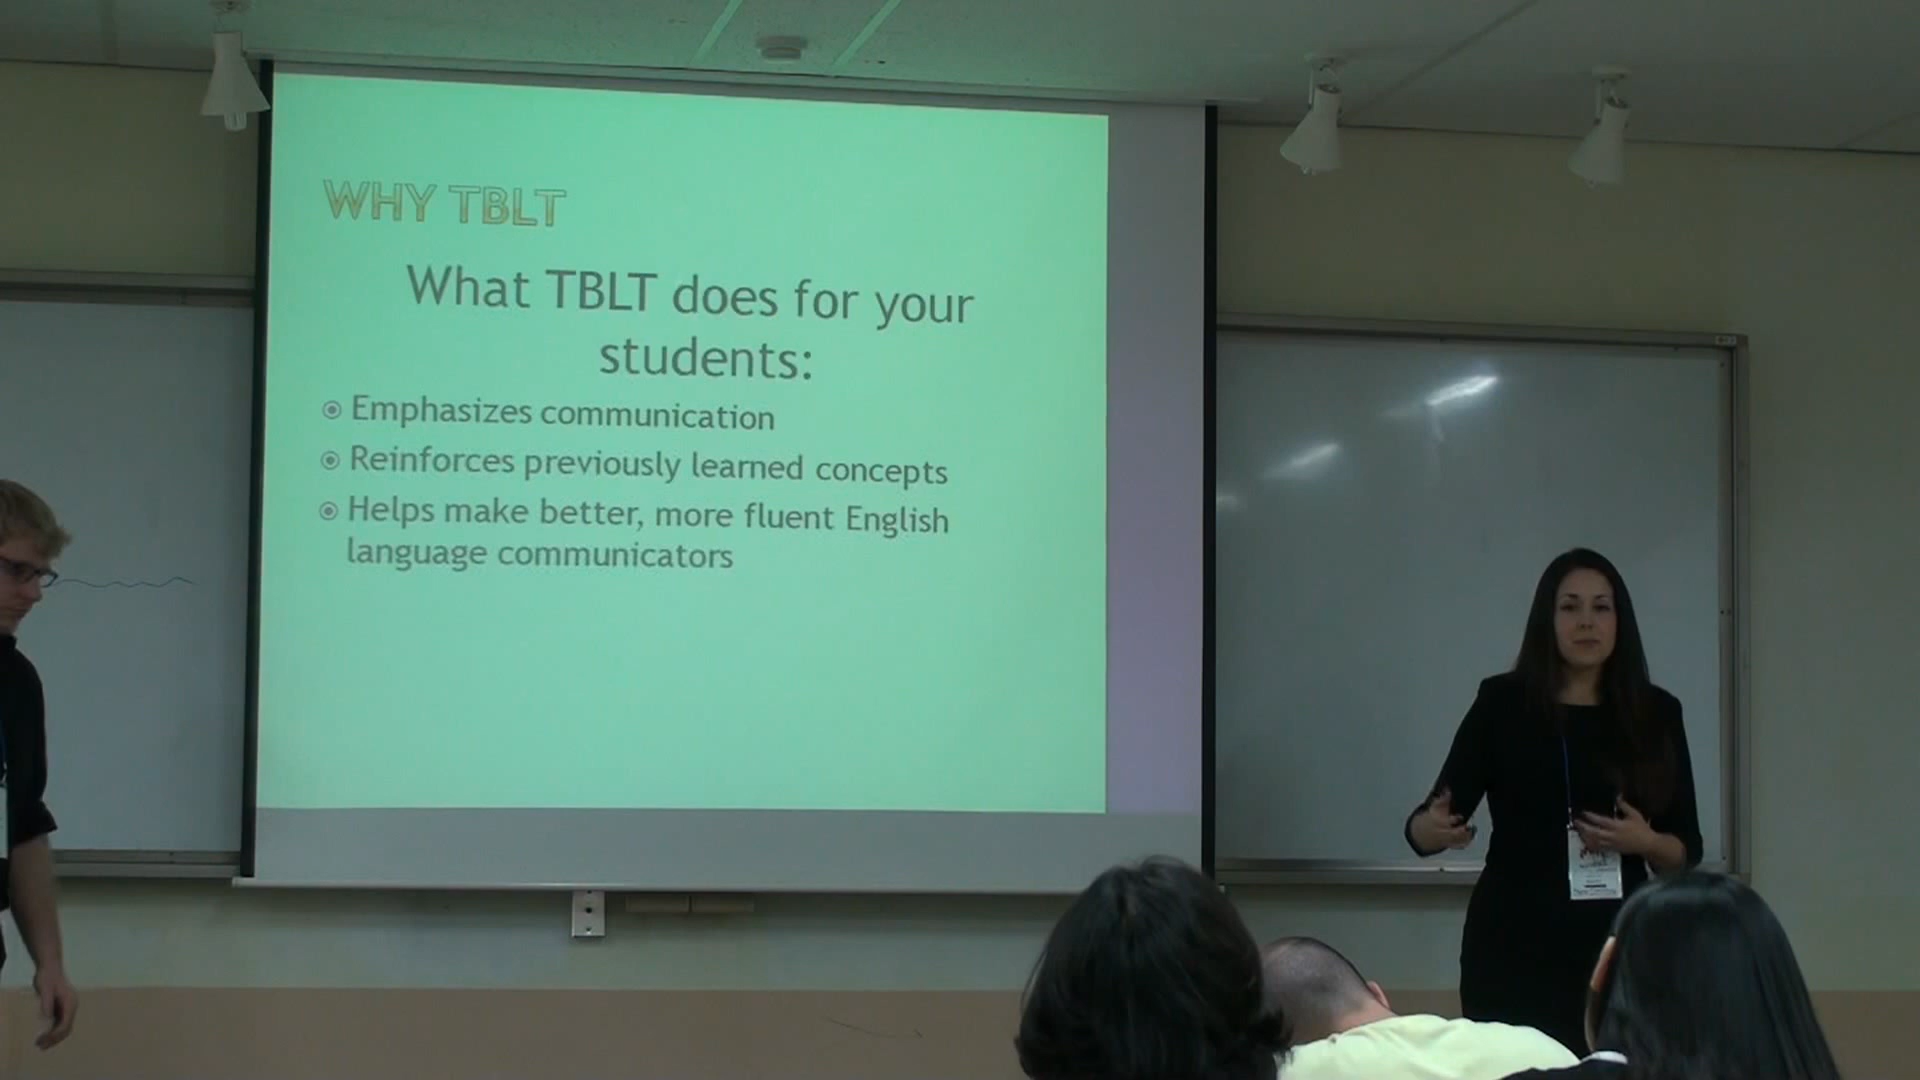 WHY TBLT
What TBLT does for your
students:
Emphasizes communication
Reinforces previously learned concepts
Helps make better, more fluent English
language communicators